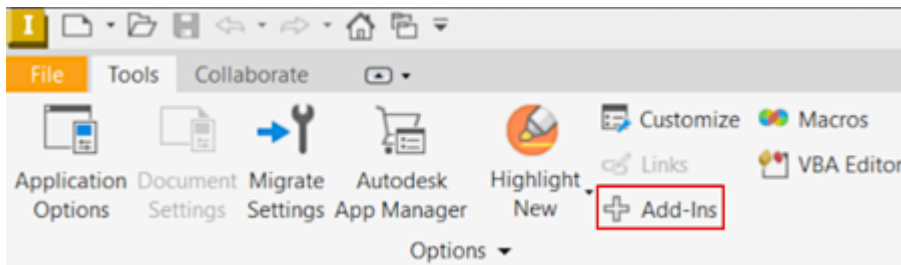 I
File Tools Collaborate
Application Options
Document Settings
Migrate Settings
Autodesk App Manager
Highlight New
Customize
Links
Add-Ins
Macros
VBA Editor
Options